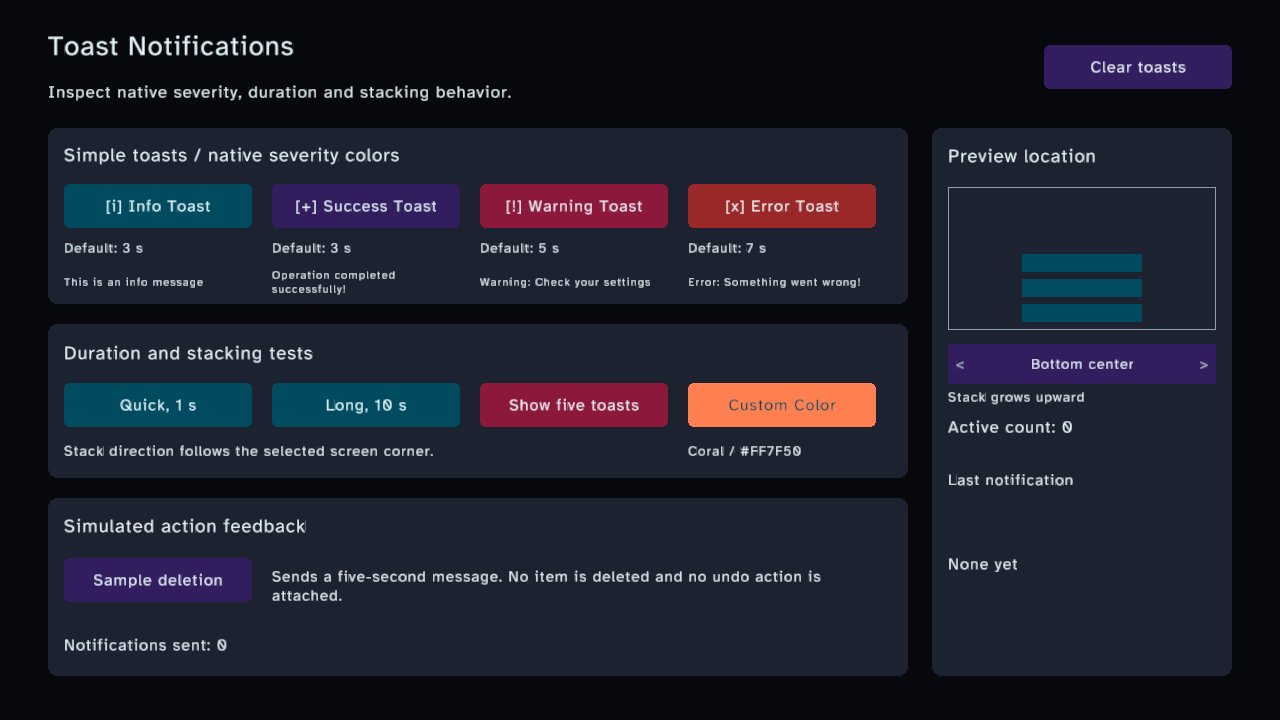 Toast Notifications
Inspect native severity, duration and stacking behavior.
Clear toasts
Simple toasts / native severity colors
[i] Info Toast
[+] Success Toast
[!] Warning Toast
[x] Error Toast
Default: 3 s
Default: 3 s
Default: 5 s
Default: 7 s
This is an info message
Operation completed
successfully!
Warning: Check your settings
Error: Something went wrong!
Duration and stacking tests
Quick, 1 s
Long, 10 s
Show five toasts
Custom Color
Stack direction follows the selected screen corner.
Coral / #FF7F50
Simulated action feedback
Sample deletion
Sends a five-second message. No item is deleted and no undo action is
attached.
Notifications sent: 0
Preview location
< Bottom center >
Stack grows upward
Active count: 0
Last notification
None yet